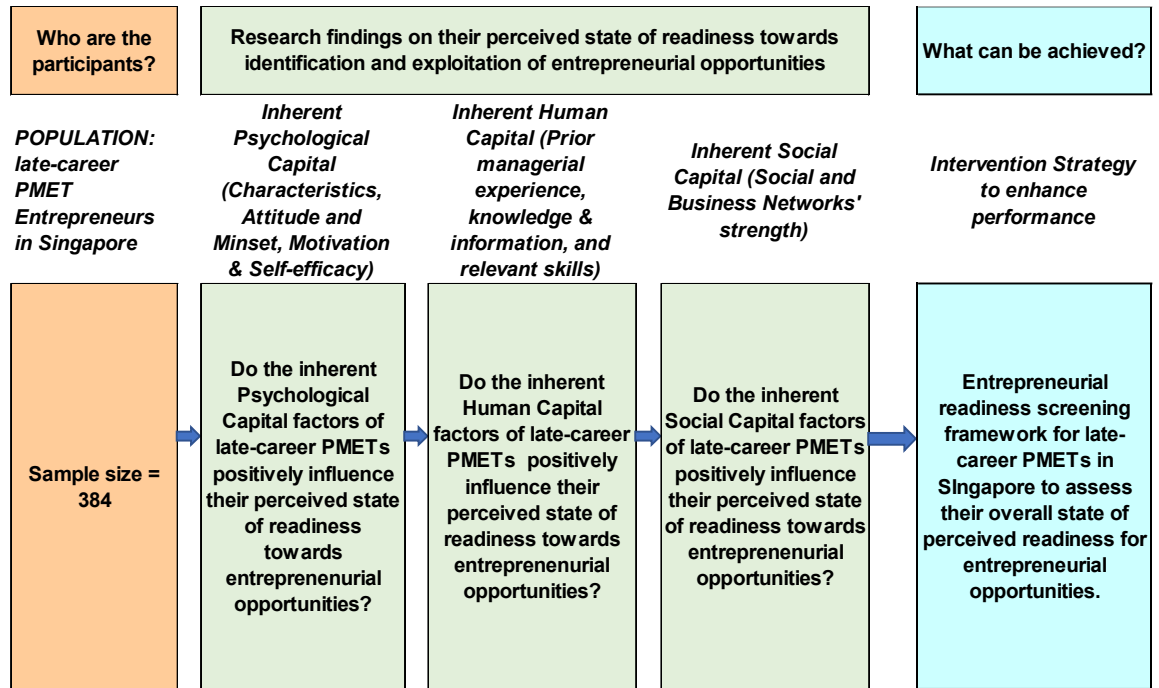 Who are the
participants?
Research findings on their perceived state of readiness towards
identification and exploitation of entrepreneurial opportunities
What can be achieved?
POPULATION:
late-career
PMET
Entrepreneurs
in Singapore
Inherent
Psychological
Capital
(Characteristics,
Attitude and
Minset, Motivation
& Self-efficacy)
Inherent Human
Capital (Prior
managerial
experience,
knowledge &
information, and
relevant skills)
Inherent Social
Capital (Social and
Business Networks'
strength)
Intervention Strategy
to enhance
performance
Sample size =
384
Do the inherent
Psychological
Capital factors of
late-career PMETs
positively influence
their perceived state
of readiness
towards
entreprenenurial
opportunities?
Do the inherent
Human Capital
factors of late-career
PMETs positively
influence their
perceived state of
readiness towards
entreprenenurial
opportunities?
Do the inherent
Social Capital factors
of late-career PMETs
positively influence
their perceived state
of readiness towards
entreprenenurial
opportunities?
Entrepreneurial
readiness screening
framework for late-
career PMETs in
SIngapore to assess
their overall state of
perceived readiness for
entrepreneurial
opportunities.